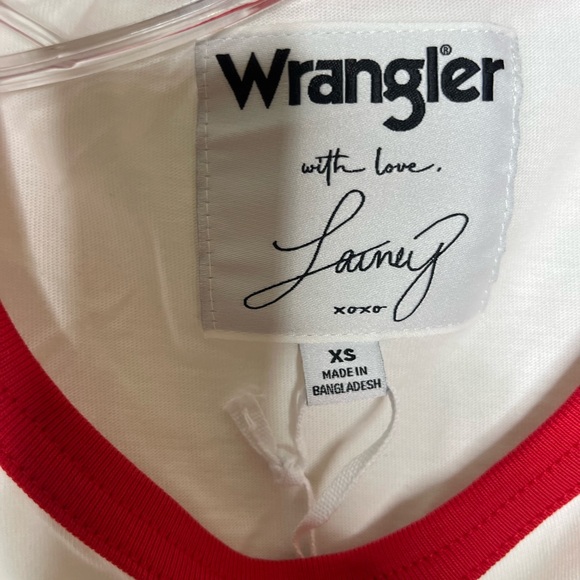 Wrangler®
with love,
Lainey
xoxo
XS
MADE IN
BANGLADESH